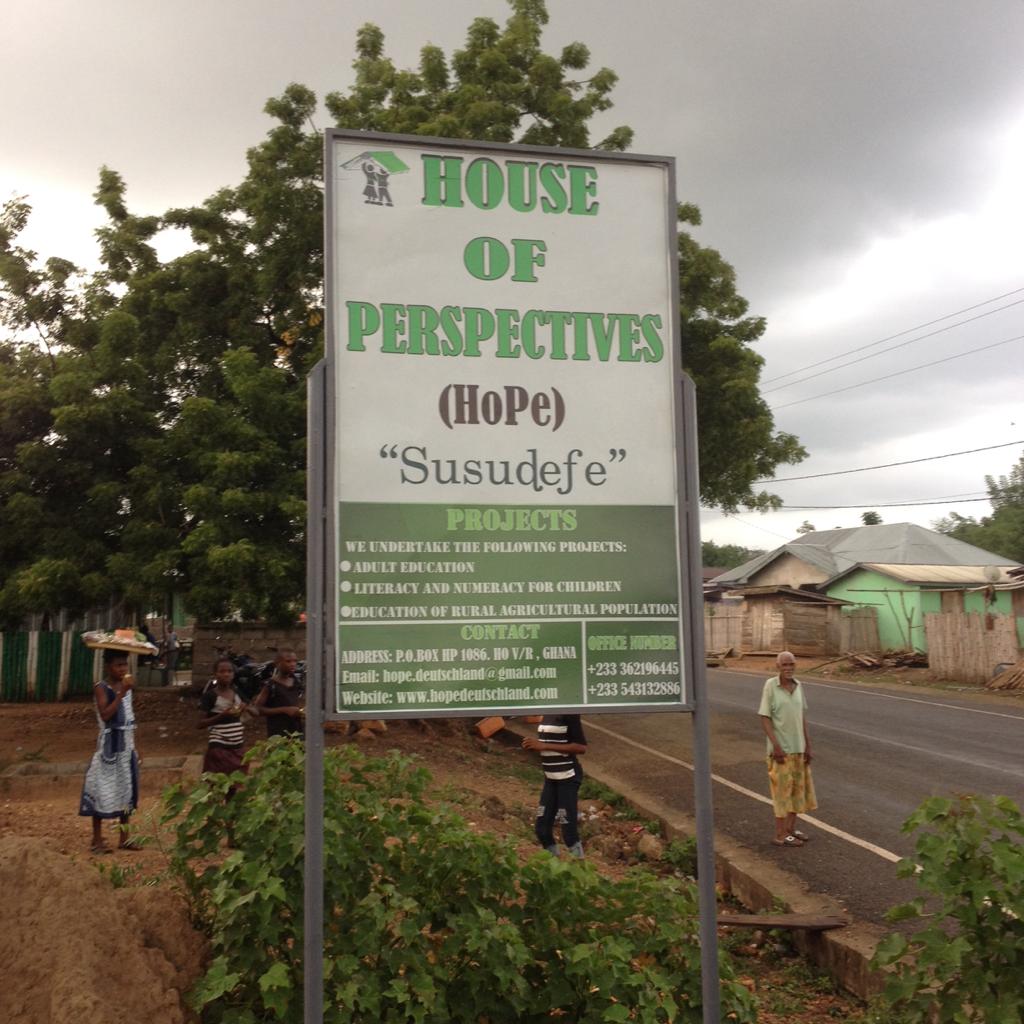 HOUSE
OF
PERSPECTIVES
(HoPe)
“Susudefe”
PROJECTS
WE UNDERTAKE THE FOLLOWING PROJECTS:
●ADULT EDUCATION
●LITERACY AND NUMERACY FOR CHILDREN
●EDUCATION OF RURAL AGRICULTURAL POPULATION
CONTACT
ADDRESS: P.O.BOX HP 1086. HO V/R , GHANA
Email: hope.deutschland@gmail.com
Website: www.hopedeutschland.com
OFFICE NUMBER
+233 362196445
+233 543132886